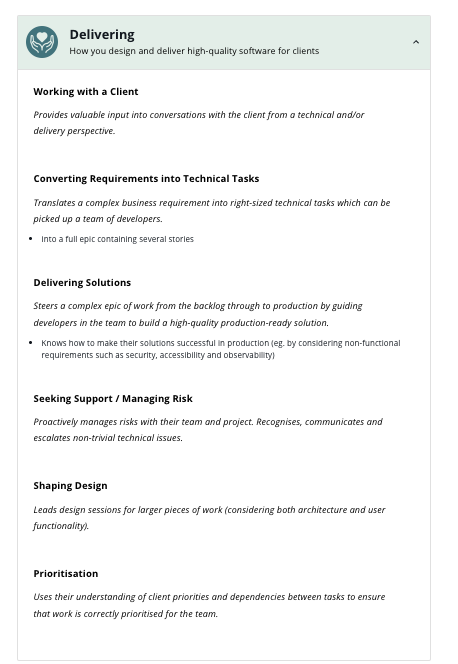 Delivering
How you design and deliver high-quality software for clients
Working with a Client
Provides valuable input into conversations with the client from a technical and/or
delivery perspective.
Converting Requirements into Technical Tasks
Translates a complex business requirement into right-sized technical tasks which can be
picked up a team of developers.
• Into a full epic containing several stories
Delivering Solutions
Steers a complex epic of work from the backlog through to production by guiding
developers in the team to build a high-quality production-ready solution.
• Knows how to make their solutions successful in production (eg. by considering non-functional
requirements such as security, accessibility and observability)
Seeking Support / Managing Risk
Proactively manages risks with their team and project. Recognises, communicates and
escalates non-trivial technical issues.
Shaping Design
Leads design sessions for larger pieces of work (considering both architecture and user
functionality).
Prioritisation
Uses their understanding of client priorities and dependencies between tasks to ensure
that work is correctly prioritised for the team.